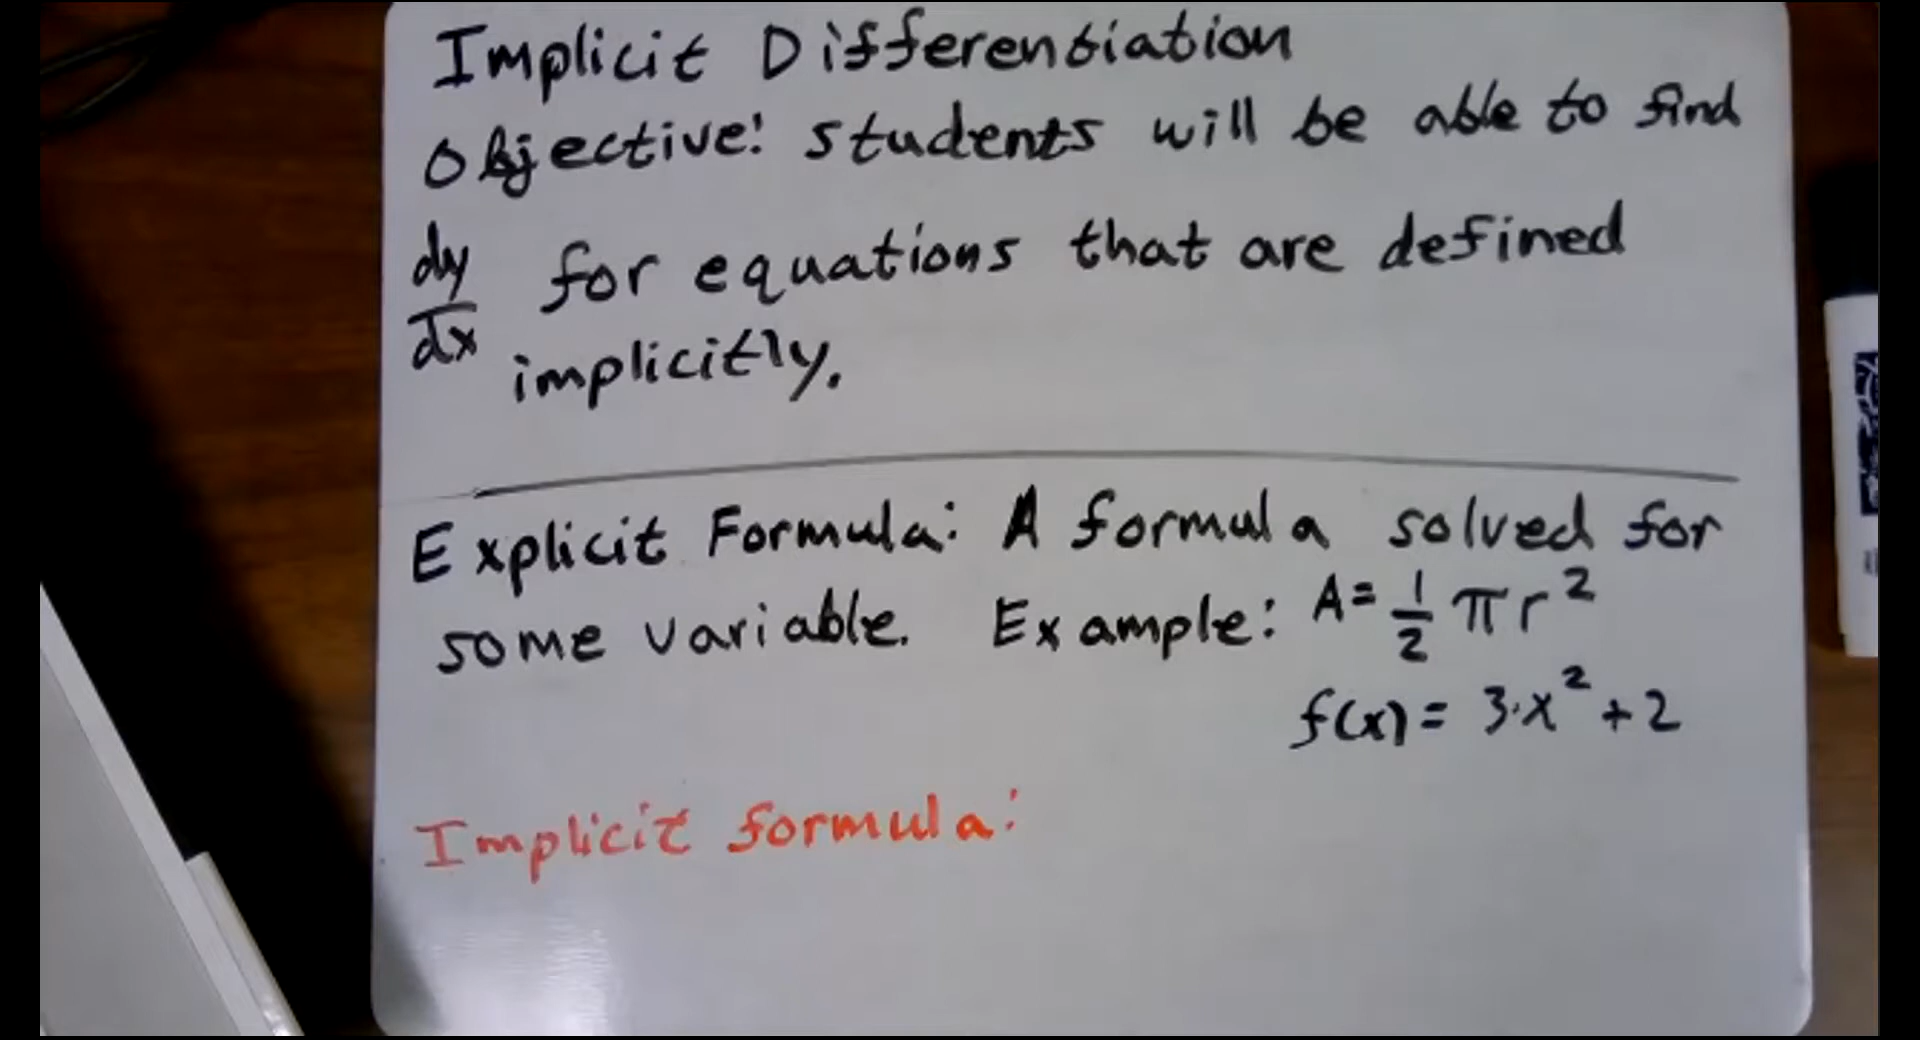 Implicit Differentiation
Objective: students will be able to find
dy/dx for equations that are defined
implicitly.
Explicit Formula: A formula solved for
some variable. Example: A = 1/2 πr²
f(x) = 3·x² + 2
Implicit formula: